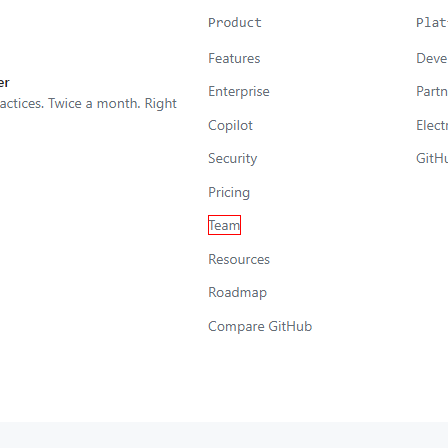 er
actices. Twice a month. Right
Product
Features
Enterprise
Copilot
Security
Pricing
Team
Resources
Roadmap
Compare GitHub
Plat
Deve
Partn
Elect
GitHu